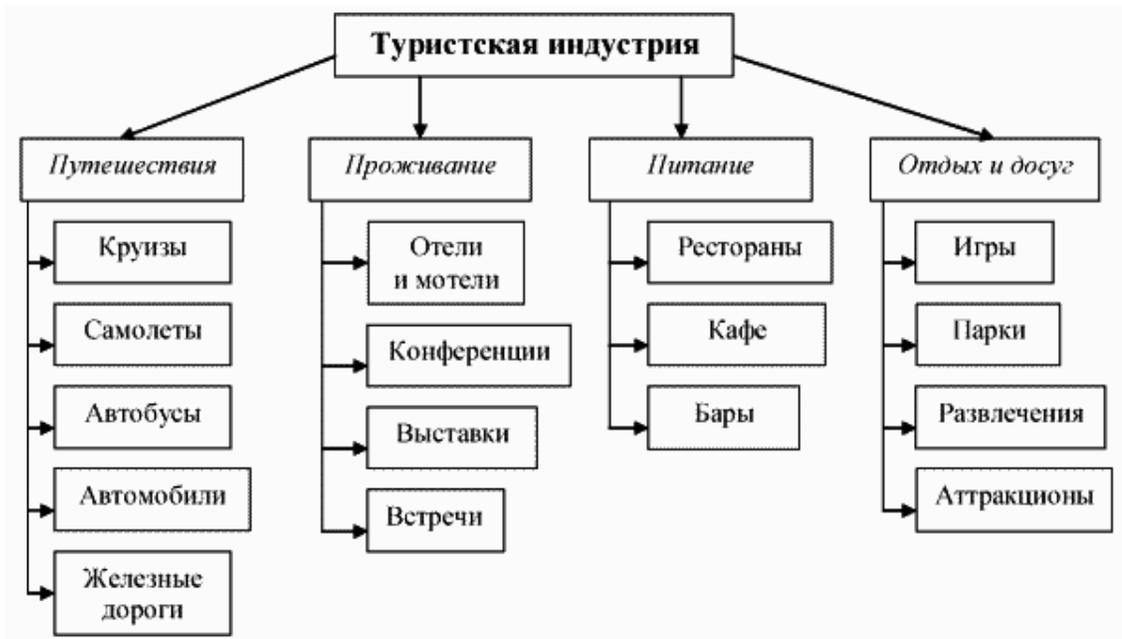 Туристская индустрия
Путешествия
Круизы
Самолеты
Автобусы
Автомобили
Железные
дороги
Проживание
Отели
и мотели
Конференции
Выставки
Встречи
Питание
Рестораны
Кафе
Бары
Отдых и досуг
Игры
Парки
Развлечения
Аттракционы